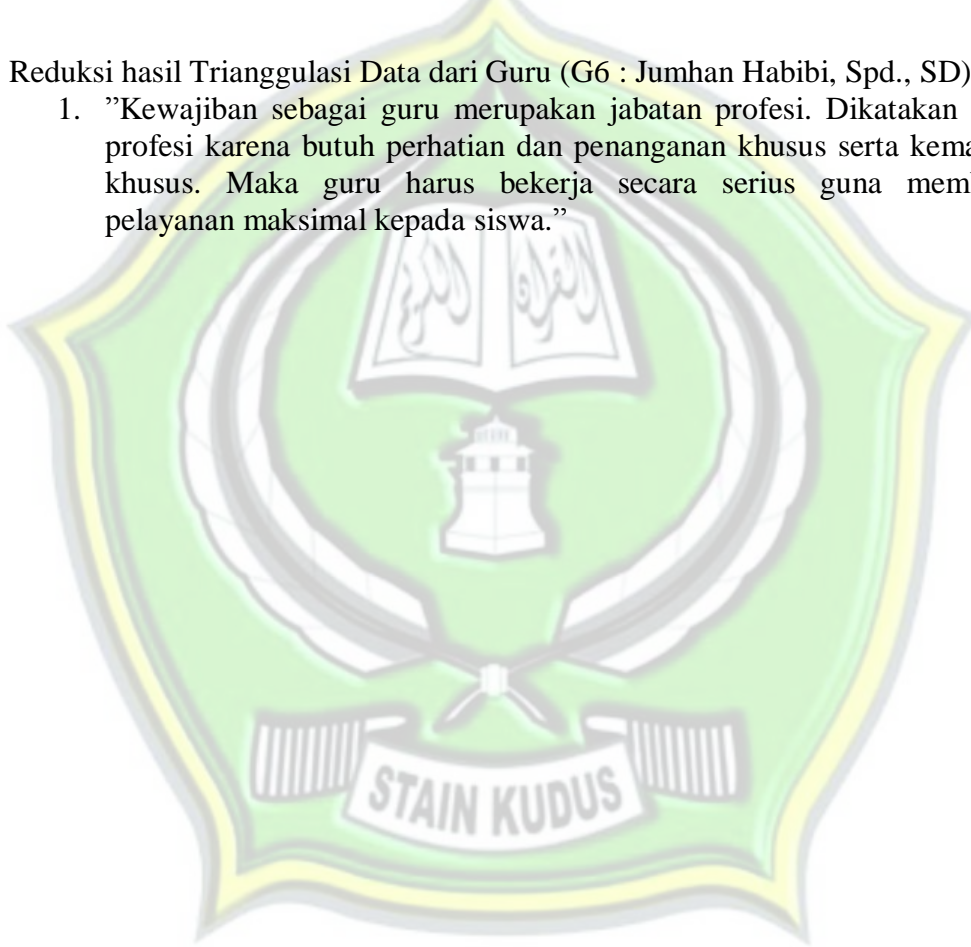 Reduksi hasil Trianggulasi Data dari Guru (G6 : Jumhan Habibi, Spd., SD)
1. ”Kewajiban sebagai guru merupakan jabatan profesi. Dikatakan
profesi karena butuh perhatian dan penanganan khusus serta
khusus. Maka guru harus bekerja secara serius guna
pelayanan maksimal kepada siswa.”
STAIN KUDUS